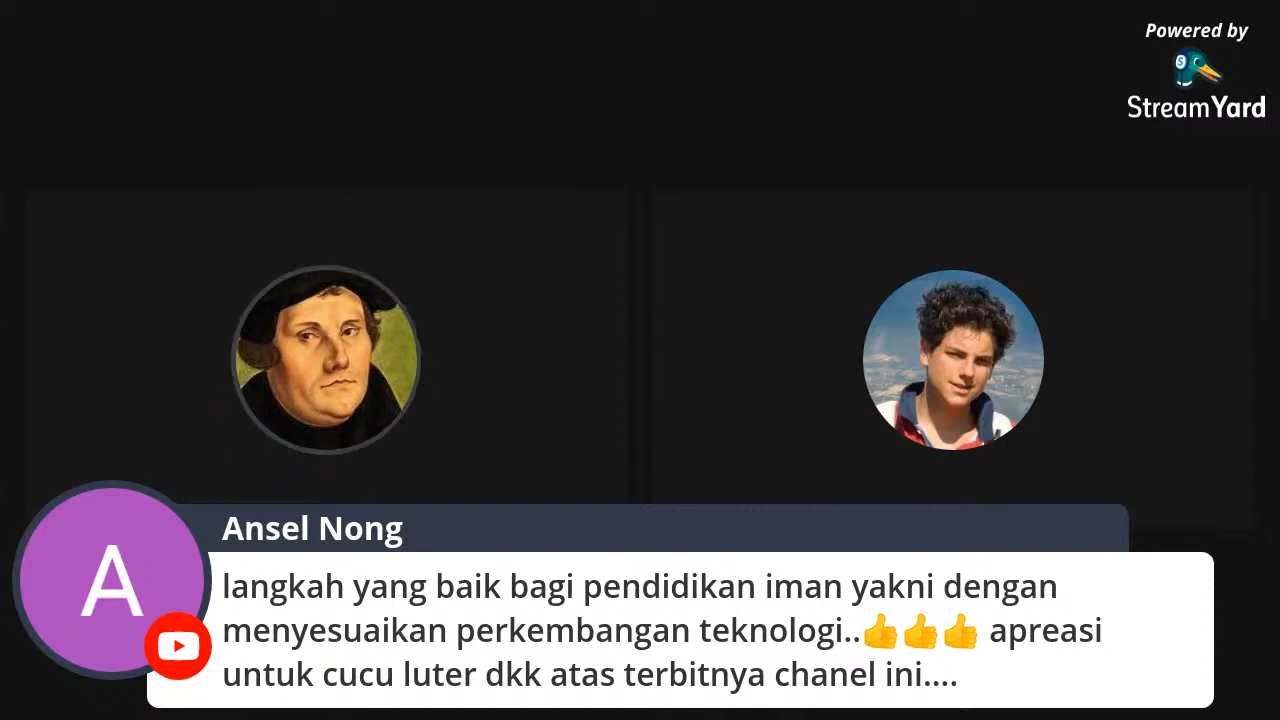 Powered by
StreamYard
Ansel Nong
A
langkah yang baik bagi pendidikan iman yakni dengan
menyesuaikan perkembangan teknologi..👍👍👍 apreasi
untuk cucu luter dkk atas terbitnya chanel ini....